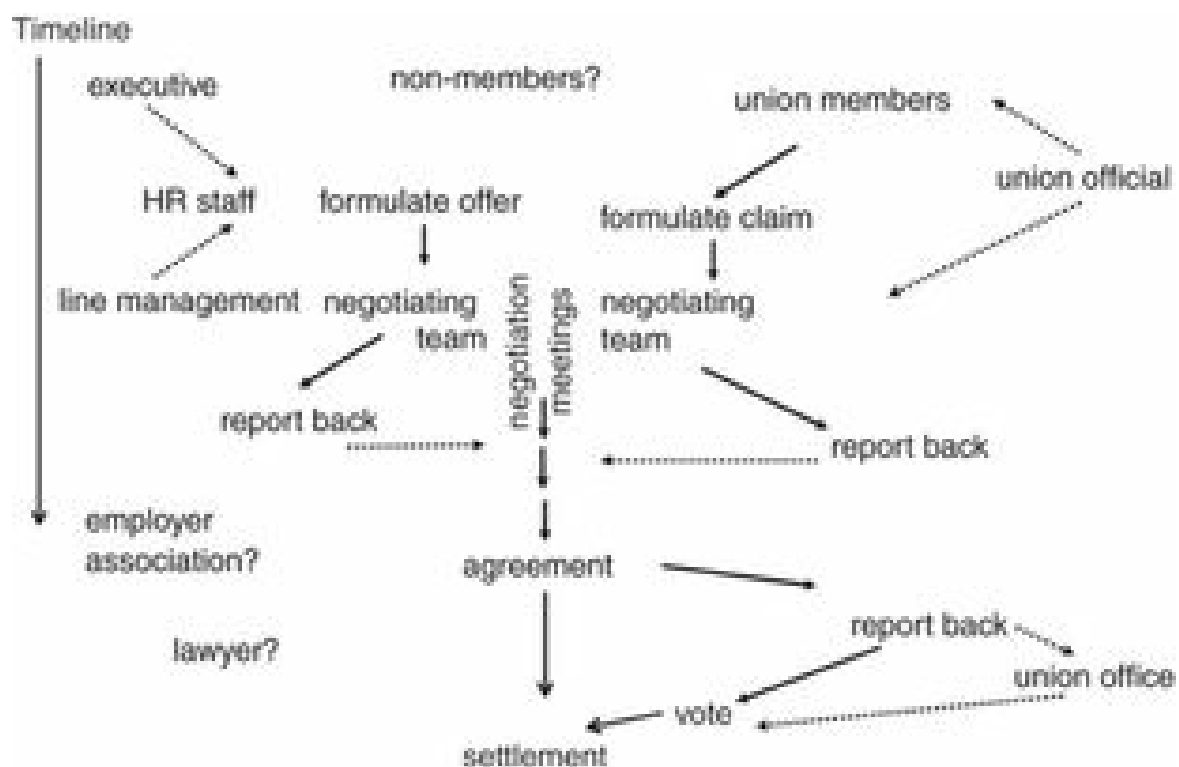 Timeline
executive
non-members?
union members
union official
HR staff
formulate offer
formulate claim
line management
negotiating
team
negotiation
meetings
negotiating
team
report back
report back
employer
association?
agreement
lawyer?
report back
union office
vote
settlement